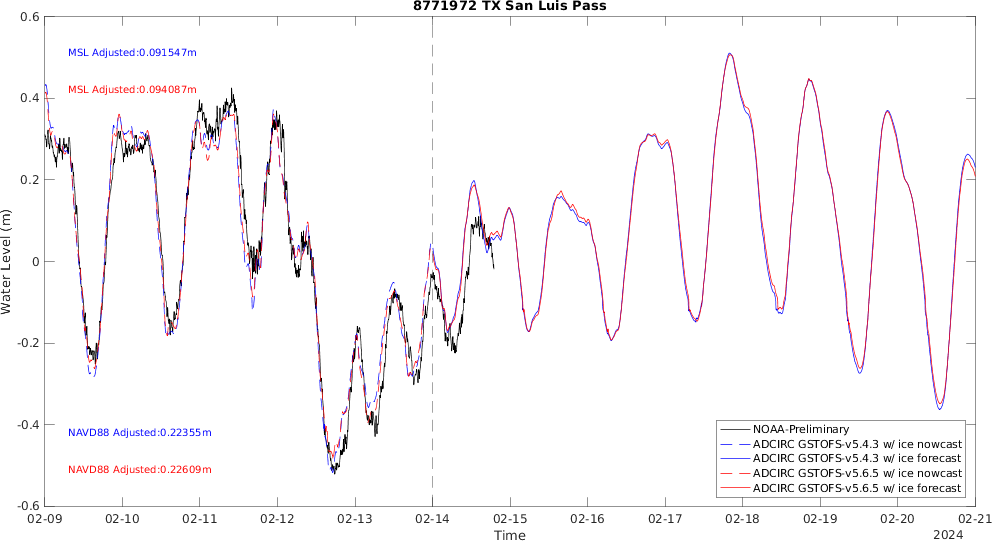 8771972 TX San Luis Pass
0.6
0.4
0.2
0
-0.2
-0.4
-0.6
Water Level (m)
MSL Adjusted:0.091547m
MSL Adjusted:0.094087m
NAVD88 Adjusted:0.22355m
NAVD88 Adjusted:0.22609m
NOAA-Preliminary
ADCIRC GSTOFS-v5.4.3 w/ ice nowcast
ADCIRC GSTOFS-v5.4.3 w/ ice forecast
ADCIRC GSTOFS-v5.6.5 w/ ice nowcast
ADCIRC GSTOFS-v5.6.5 w/ ice forecast
02-09 02-10 02-11 02-12 02-13 02-14 02-15 02-16 02-17 02-18 02-19 02-20 02-21
Time
2024